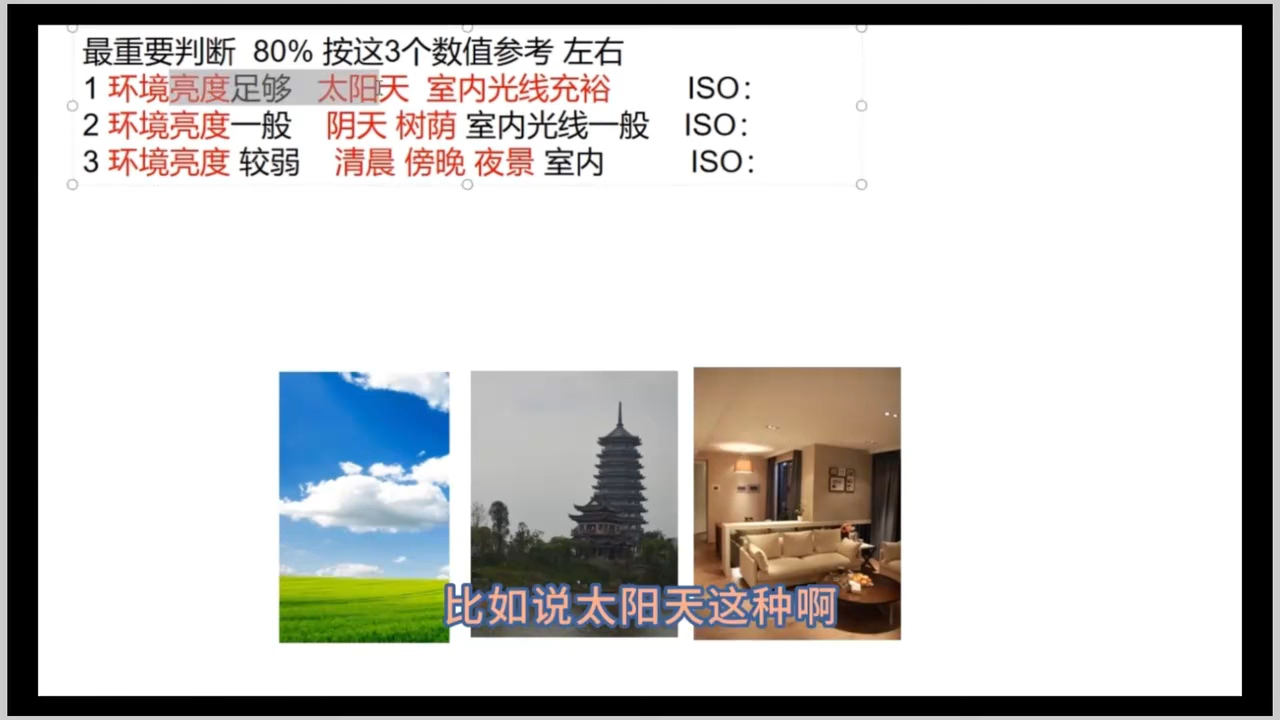 最重要判断 80% 按这3个数值参考 左右
1 环境亮度足够 太阳天 室内光线充裕 ISO：
2 环境亮度一般 阴天 树荫 室内光线一般 ISO：
3 环境亮度 较弱 清晨 傍晚 夜景 室内 ISO：
比如说太阳天这种啊